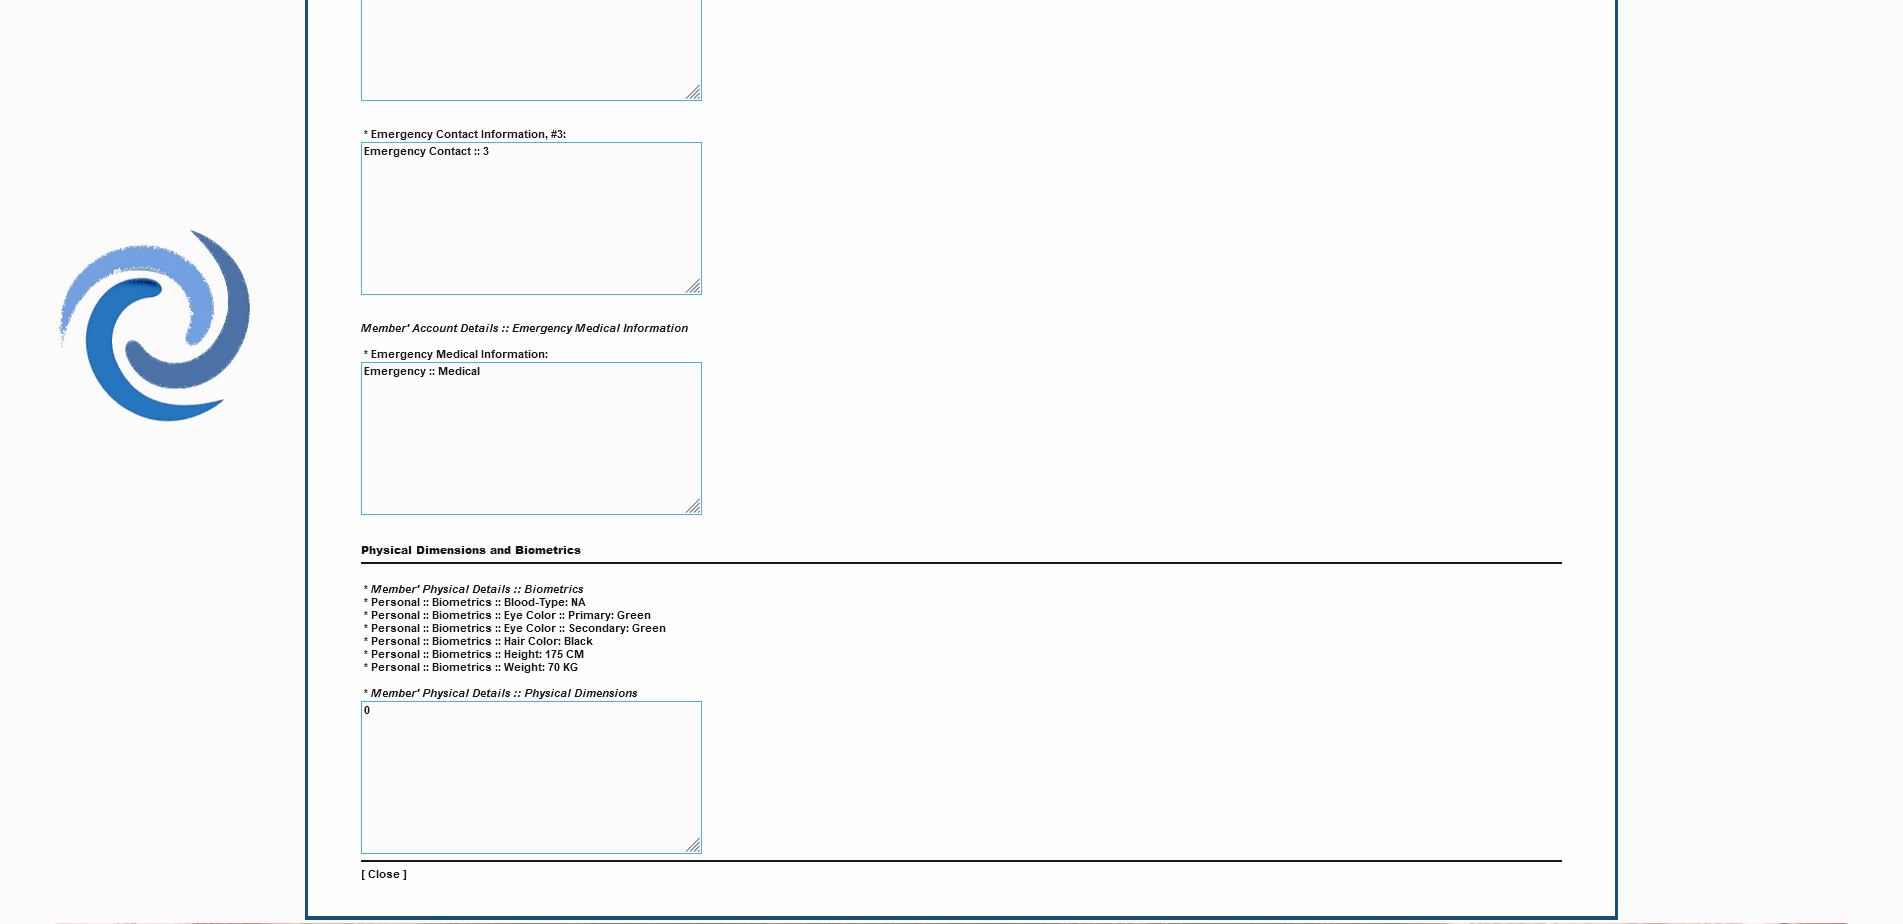 * Emergency Contact Information, #3:
Emergency Contact :: 3
Member' Account Details :: Emergency Medical Information
* Emergency Medical Information:
Emergency :: Medical
Physical Dimensions and Biometrics
* Member' Physical Details :: Biometrics
* Personal :: Biometrics :: Blood-Type: NA
* Personal :: Biometrics :: Eye Color :: Primary: Green
* Personal :: Biometrics :: Eye Color :: Secondary: Green
* Personal :: Biometrics :: Hair Color: Black
* Personal :: Biometrics :: Height: 175 CM
* Personal :: Biometrics :: Weight: 70 KG
* Member' Physical Details :: Physical Dimensions
0
[ Close ]